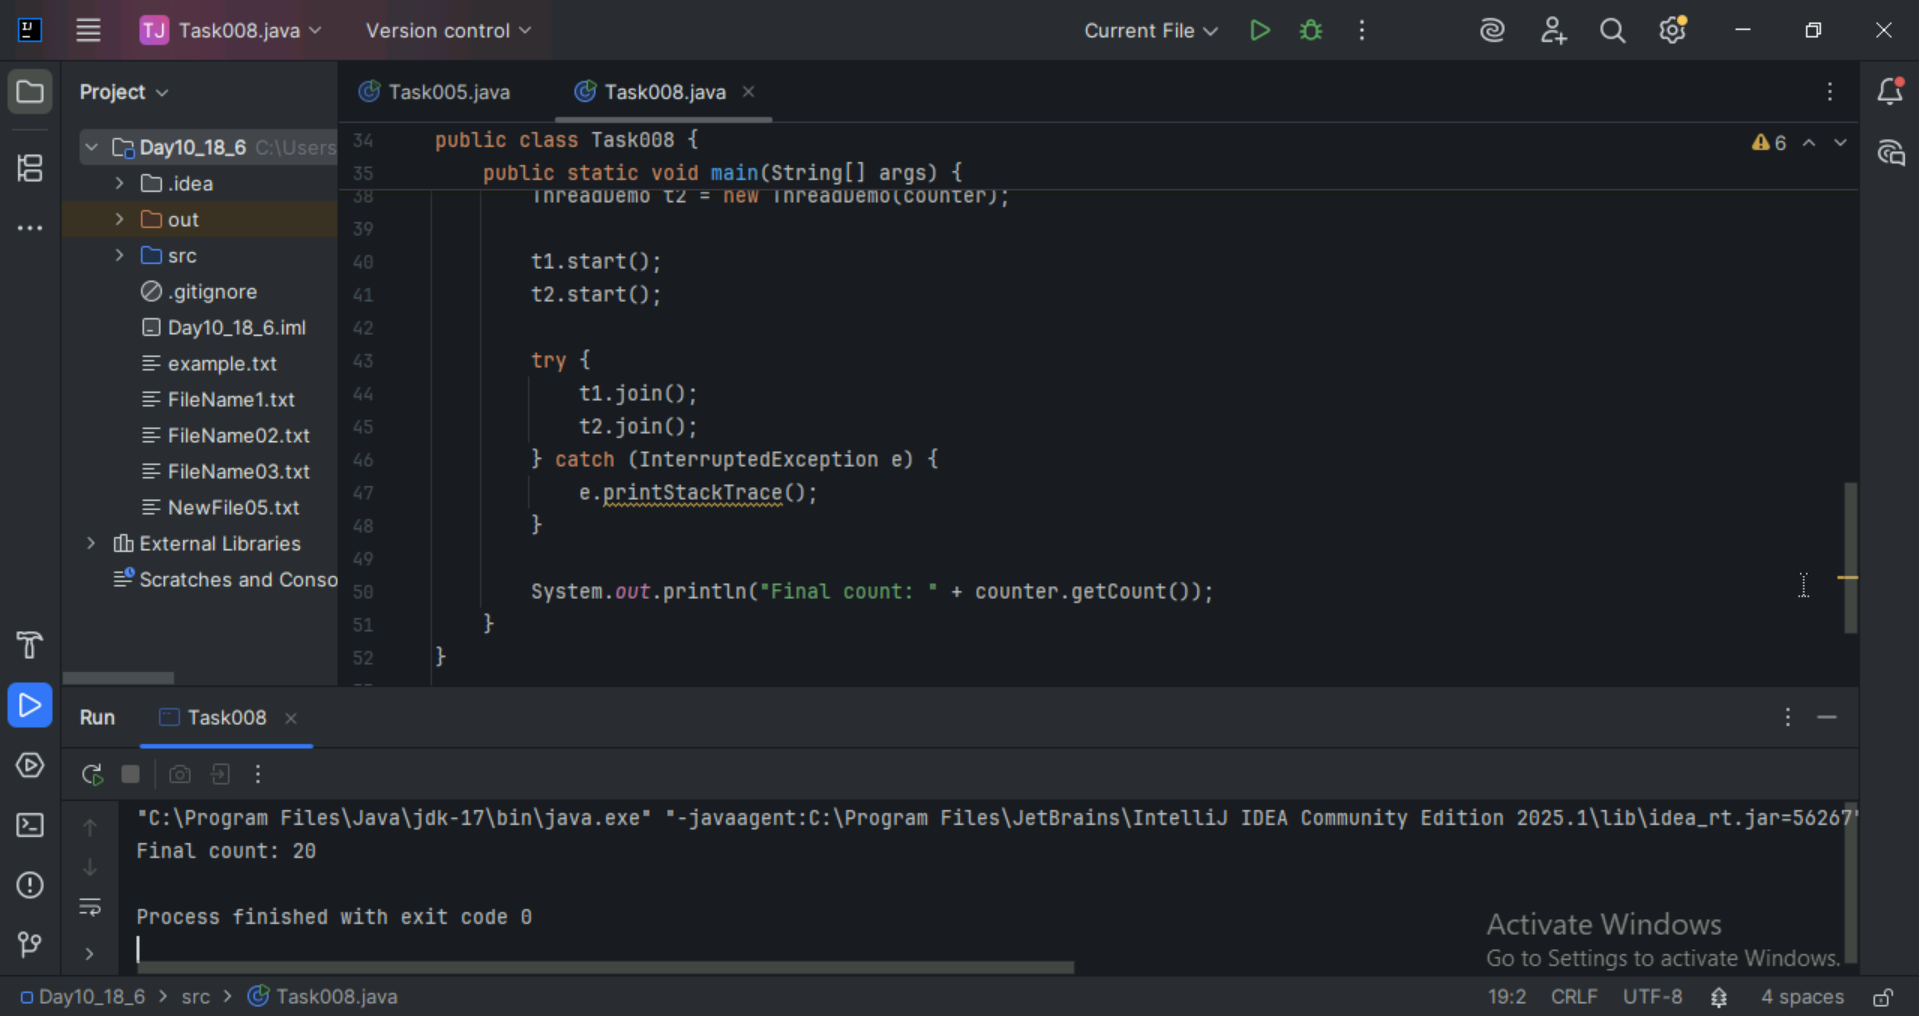 TJ Task008.java Version control Current File
Project
Task005.java Task008.java
Day10_18_6 C:\Users
.idea
out
src
.gitignore
Day10_18_6.iml
example.txt
FileName1.txt
FileName02.txt
FileName03.txt
NewFile05.txt
External Libraries
Scratches and Conso
6
34 public class Task008 {
35 public static void main(String[] args) {
38 ThreadDemo t2 = new ThreadDemo(counter);
39
40 t1.start();
41 t2.start();
42
43 try {
44 t1.join();
45 t2.join();
46 } catch (InterruptedException e) {
47 e.printStackTrace();
48 }
49
50 System.out.println("Final count: " + counter.getCount());
51 }
52 }
Run Task008
"C:\Program Files\Java\jdk-17\bin\java.exe" "-javaagent:C:\Program Files\JetBrains\IntelliJ IDEA Community Edition 2025.1\lib\idea_rt.jar=56267"
Final count: 20
Process finished with exit code 0
Activate Windows
Go to Settings to activate Windows.
Day10_18_6 > src > Task008.java 19:2 CRLF UTF-8 4 spaces